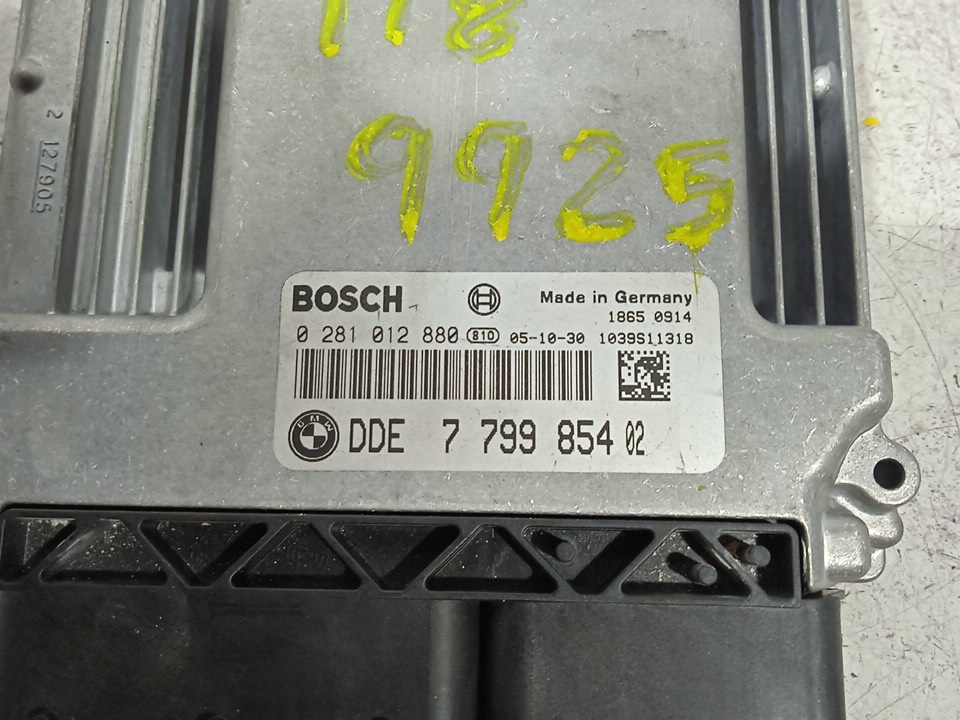 118
9925
2 127905
BOSCH Made in Germany
1865 0914
0 281 012 880 810 05-10-30 1039S11318
BMW DDE 7 799 854 02